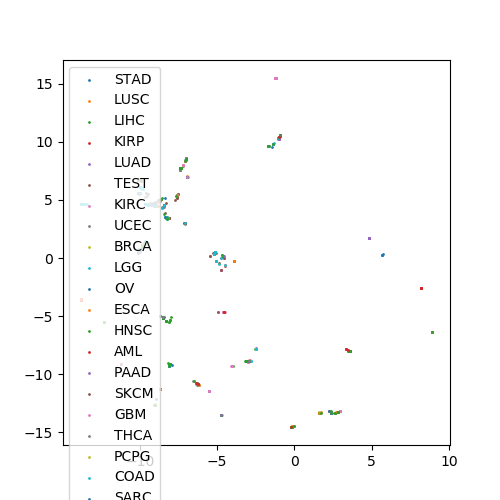 STAD
LUSC
LIHC
KIRP
LUAD
TEST
KIRC
UCEC
BRCA
LGG
OV
ESCA
HNSC
AML
PAAD
SKCM
GBM
THCA
PCPG
COAD
SARC
15
10
5
0
−5
−10
−15
−10
−5
0
5
10